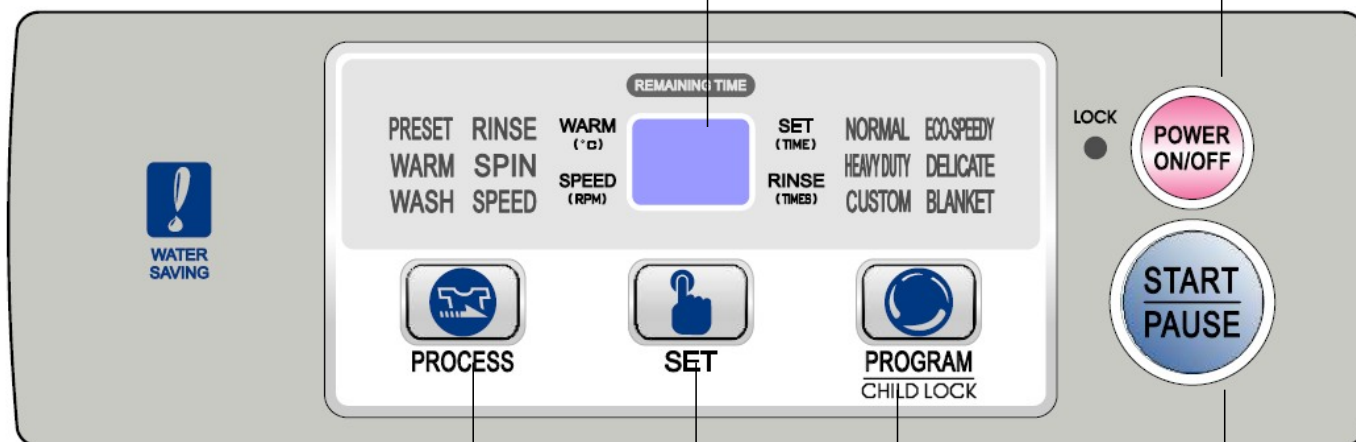 REMAINING TIME
PRESET RINSE WARM SET NORMAL ECO-SPEEDY
(°C) (TIME)
WARM SPIN HEAVY DUTY DELICATE
SPEED RINSE
WASH SPEED (RPM) (TIMES) CUSTOM BLANKET
LOCK
POWER
ON/OFF
WATER
SAVING
START
PAUSE
PROCESS SET PROGRAM
CHILD LOCK